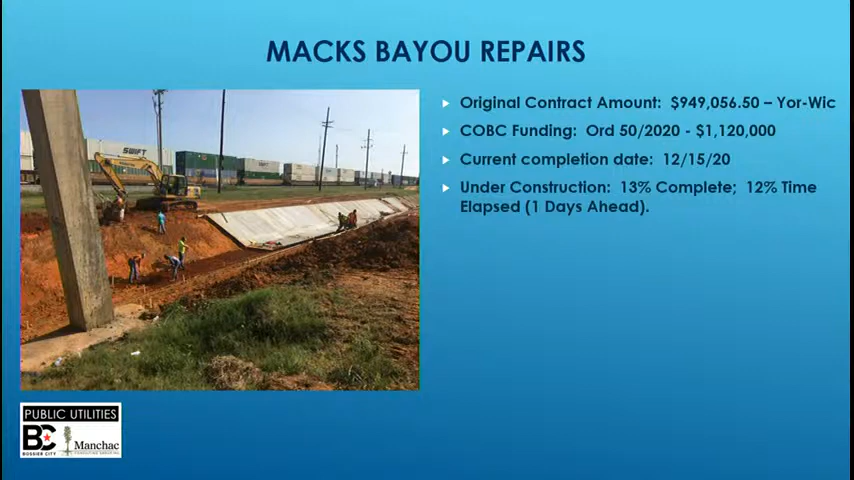 MACKS BAYOU REPAIRS
Original Contract Amount: $949,056.50 – Yor-Wic
COBC Funding: Ord 50/2020 - $1,120,000
Current completion date: 12/15/20
Under Construction: 13% Complete; 12% Time
Elapsed (1 Days Ahead).
SWIFT
PUBLIC UTILITIES
BC
BOSSIER CITY
Manchac